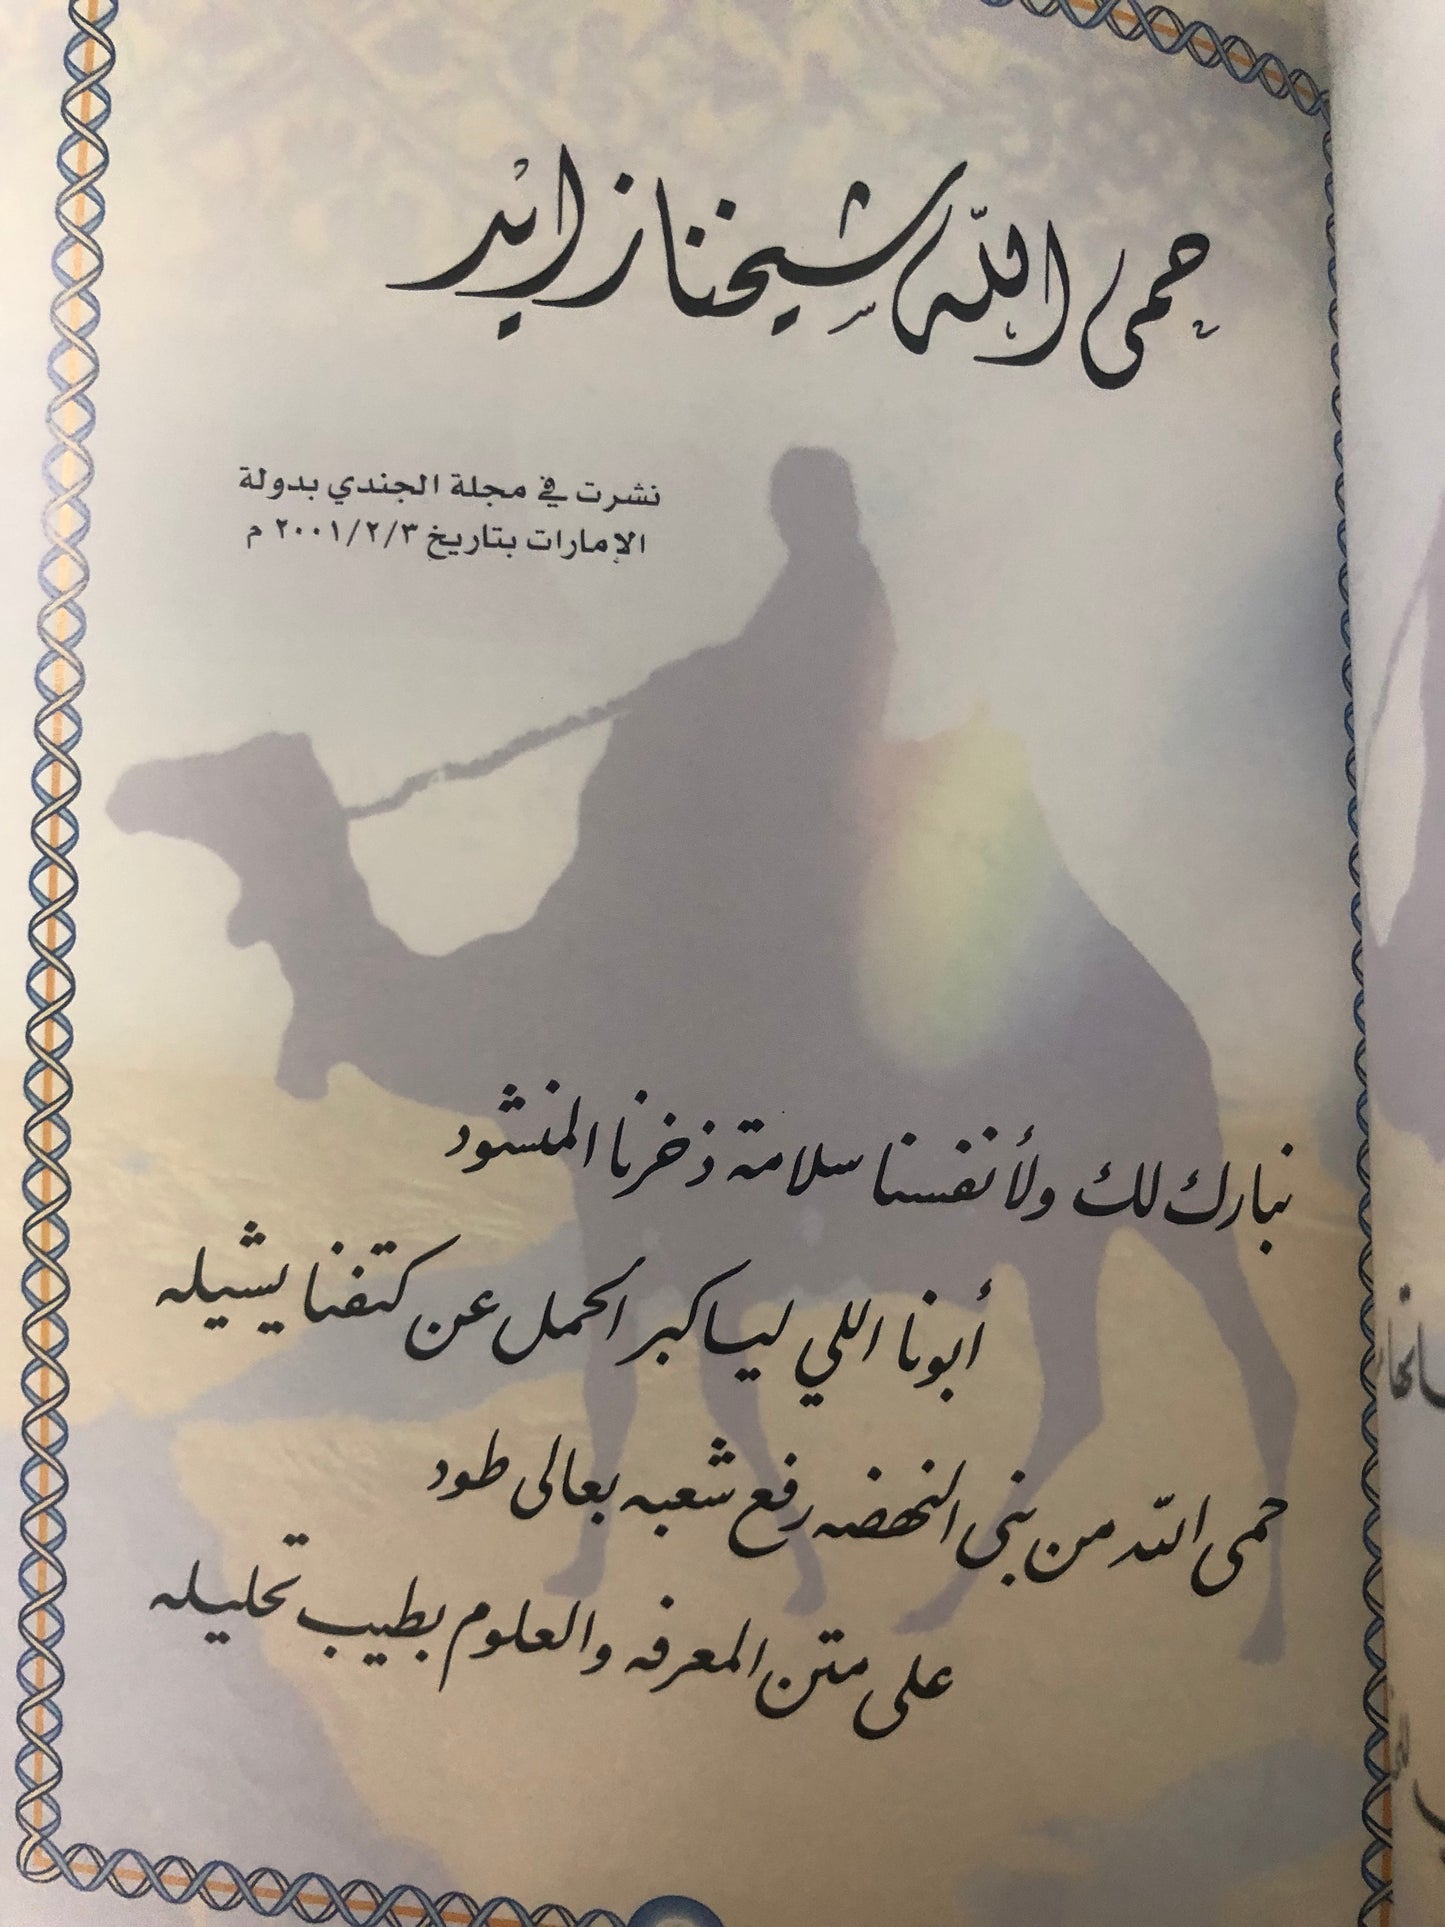 حمى الله شيخنا زايد
نشرت في مجلة الجندي بدولة
الإمارات بتاريخ ٢٠٠١/٢/٣ م
نبارك لك ولأنفسنا سلامة ذخرنا المنشود
أبونا اللي ليا كبر الحمل عن كتفنا يشيله
حمى الله من بنى النهضه رفع شعبه بعالى طود
على متن المعرفه والعلوم بطيب تحليله